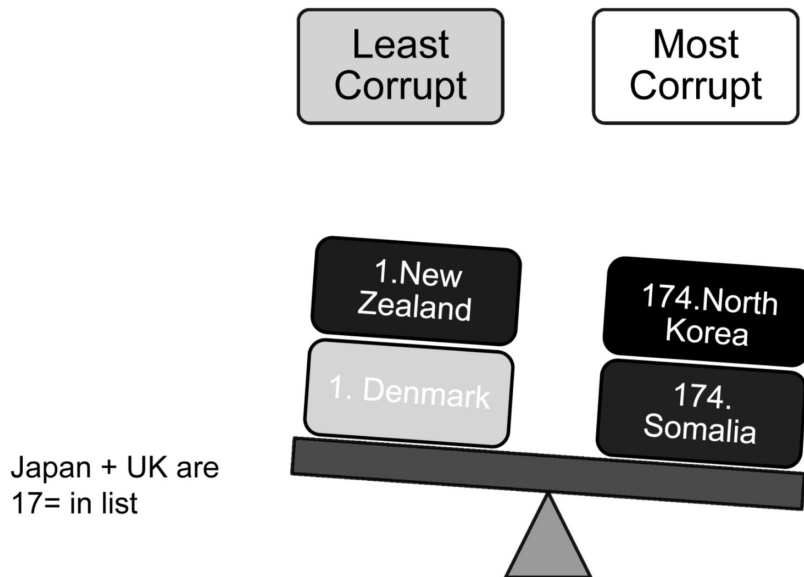 Least
Corrupt
Most
Corrupt
1.New
Zealand
174.North
Korea
1. Denmark
174.
Somalia
Japan + UK are
17= in list